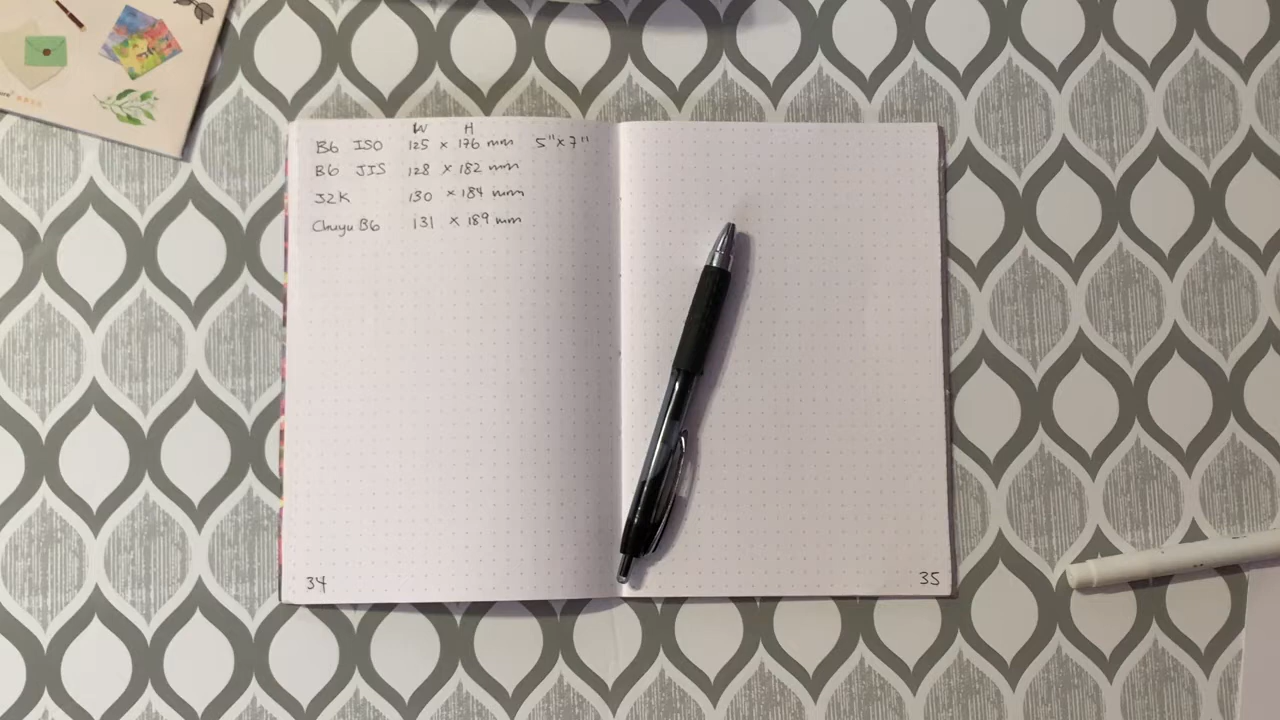 W H
B6 ISO 125 × 176 mm 5"×7"
B6 JIS 128 × 182 mm
32K 130 × 184 mm
Chuyu B6 131 × 189 mm
34
35